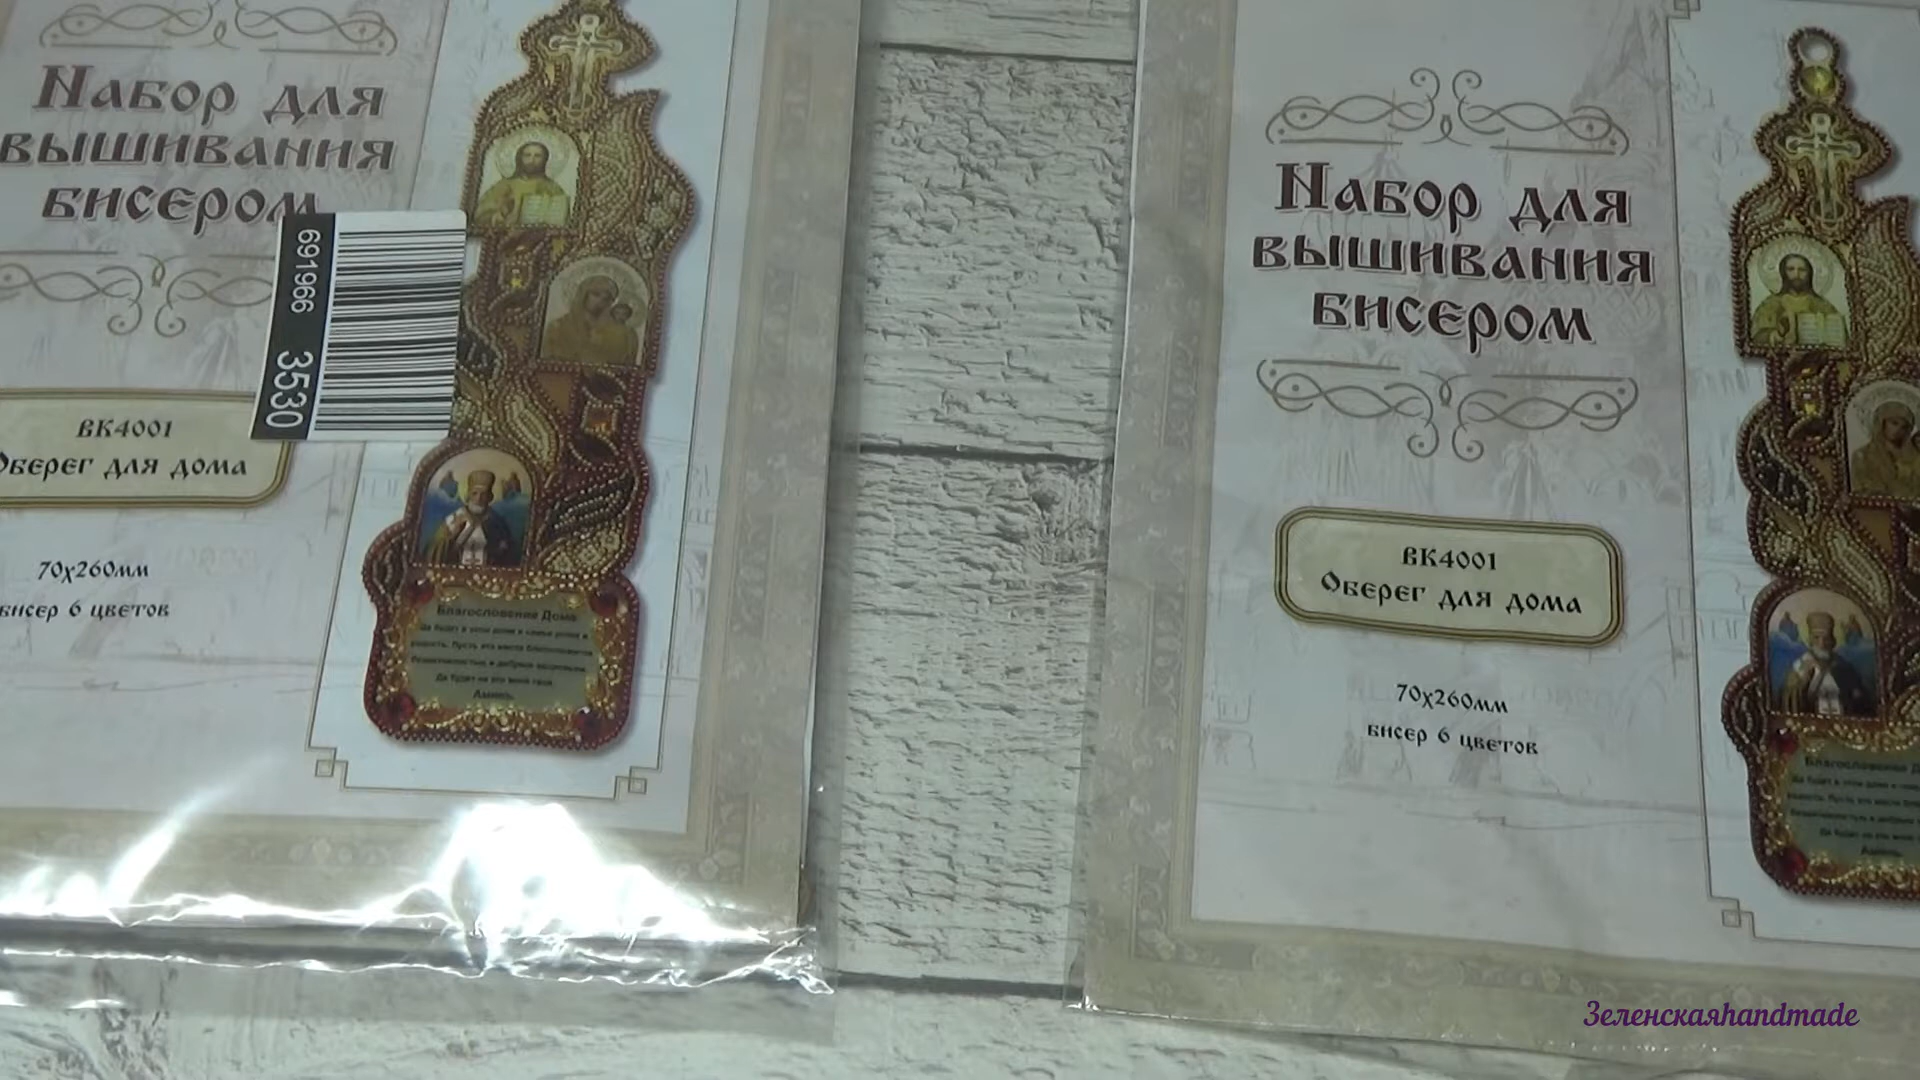 Набор для
вышивания
бисером
691966 3530
ВК4001
Оберег для дома
70х260мм
бисер 6 цветов
Благословение Дома
Аминь.
Набор для
вышивания
бисером
ВК4001
Оберег для дома
70х260мм
бисер 6 цветов
Зеленскаяhandmade